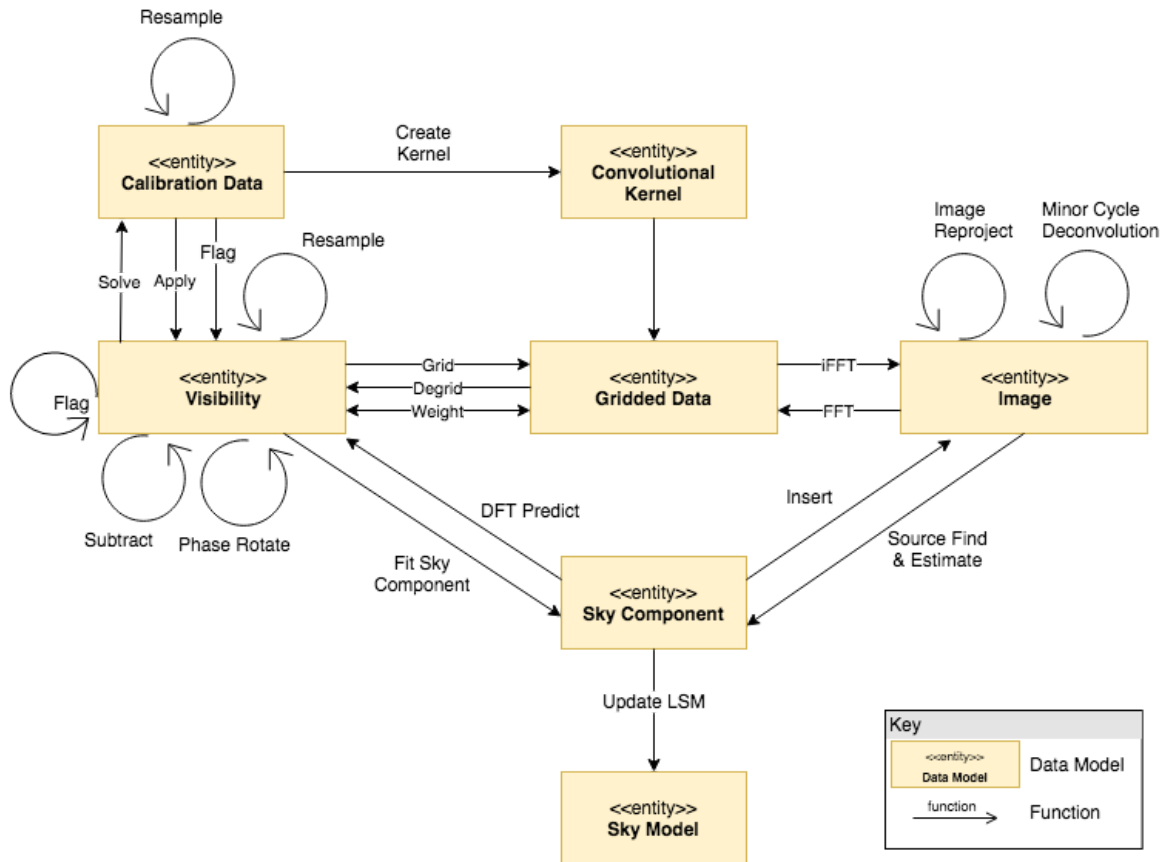 Resample
<<entity>>
Calibration Data
Create
Kernel
<<entity>>
Convolutional
Kernel
Image
Reproject
Minor Cycle
Deconvolution
Solve
Apply
Flag
Resample
Flag
<<entity>>
Visibility
Grid
Degrid
Weight
<<entity>>
Gridded Data
iFFT
FFT
<<entity>>
Image
Subtract
Phase Rotate
DFT Predict
Fit Sky
Component
Insert
Source Find
& Estimate
<<entity>>
Sky Component
Update LSM
<<entity>>
Sky Model
Key
<<entity>>
Data Model
Data Model
function
Function